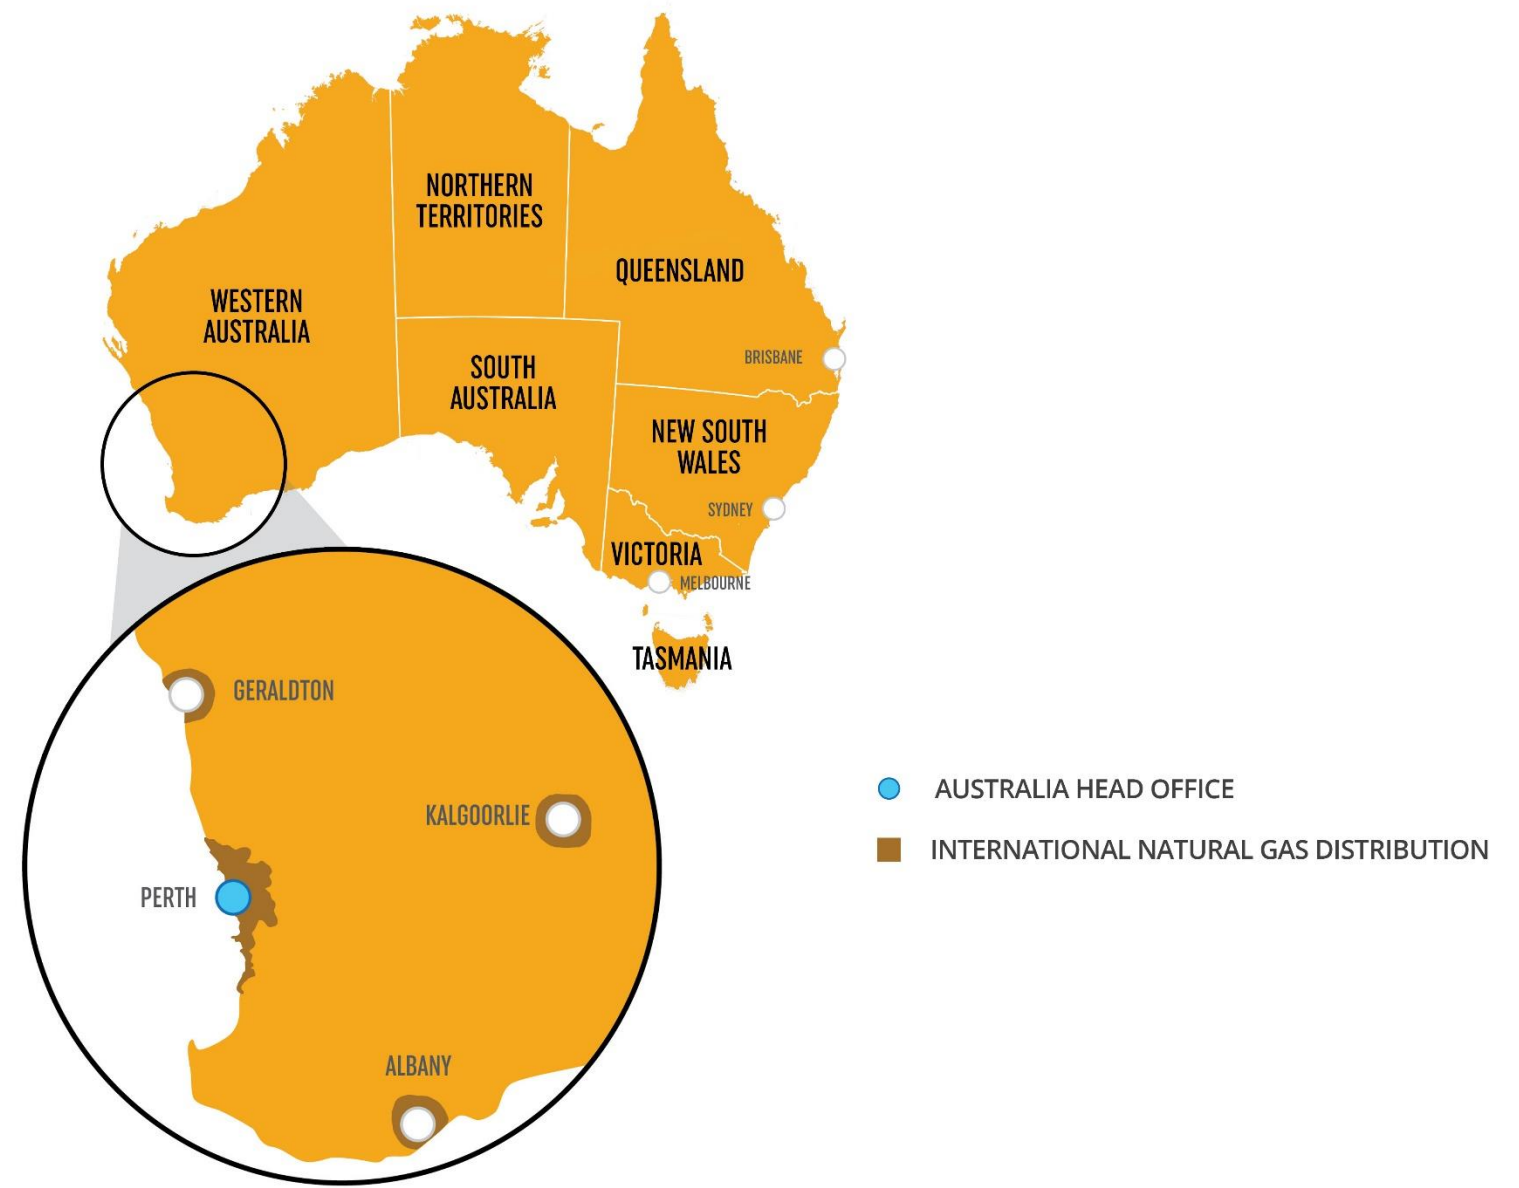 NORTHERN
TERRITORIES
QUEENSLAND
WESTERN
AUSTRALIA
SOUTH
AUSTRALIA
BRISBANE
NEW SOUTH
WALES
SYDNEY
VICTORIA
MELBOURNE
TASMANIA
GERALDTON
KALGOORLIE
PERTH
ALBANY
AUSTRALIA HEAD OFFICE
INTERNATIONAL NATURAL GAS DISTRIBUTION